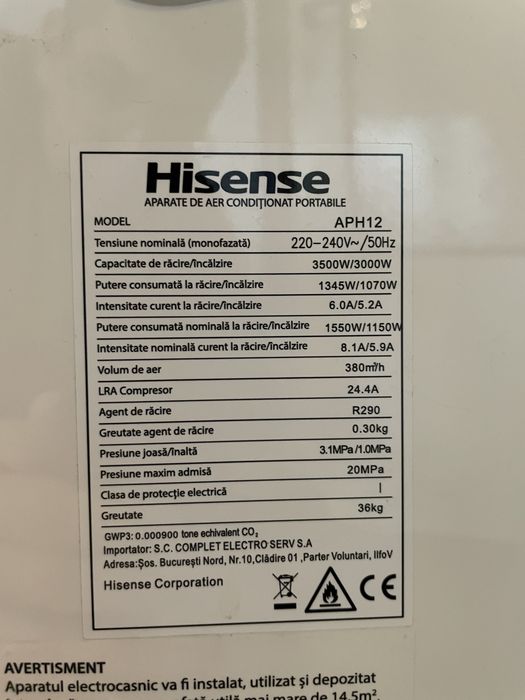 Hisense
APARATE DE AER CONDIȚIONAT PORTABILE
MODEL APH12
Tensiune nominală (monofazată) 220-240V~/50Hz
Capacitate de răcire/încălzire 3500W/3000W
Putere consumată la răcire/încălzire 1345W/1070W
Intensitate curent la răcire/încălzire 6.0A/5.2A
Putere consumată nominală la răcire/încălzire 1550W/1150W
Intensitate nominală curent la răcire/încălzire 8.1A/5.9A
Volum de aer 380m³/h
LRA Compresor 24.4A
Agent de răcire R290
Greutate agent de răcire 0.30kg
Presiune joasă/înaltă 3.1MPa/1.0MPa
Presiune maxim admisă 20MPa
Clasa de protecție electrică I
Greutate 36kg
GWP3: 0.000900 tone echivalent CO₂
Importator: S.C. COMPLET ELECTRO SERV S.A
Adresa:Șos. București Nord, Nr.10,Clădire 01 ,Parter Voluntari, IlfoV
Hisense Corporation CE
AVERTISMENT
Aparatul electrocasnic va fi instalat, utilizat și depozitat
mai mare de 14.5m².